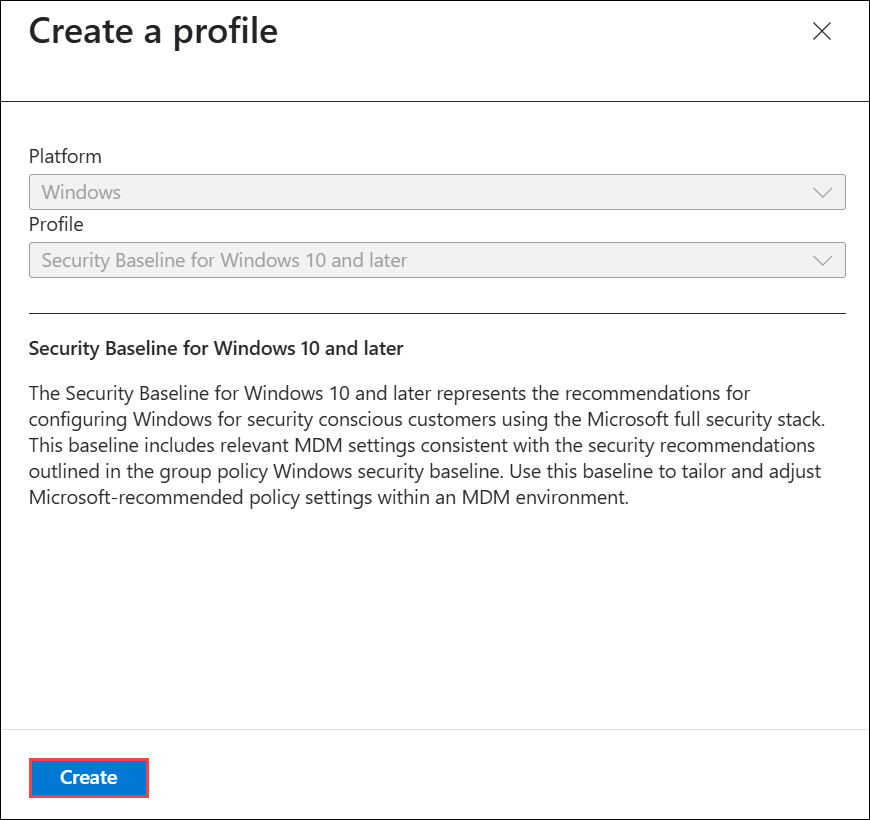 Create a profile
Platform
Windows
Profile
Security Baseline for Windows 10 and later
Security Baseline for Windows 10 and later
The Security Baseline for Windows 10 and later represents the recommendations for
configuring Windows for security conscious customers using the Microsoft full security stack.
This baseline includes relevant MDM settings consistent with the security recommendations
outlined in the group policy Windows security baseline. Use this baseline to tailor and adjust
Microsoft-recommended policy settings within an MDM environment.
Create